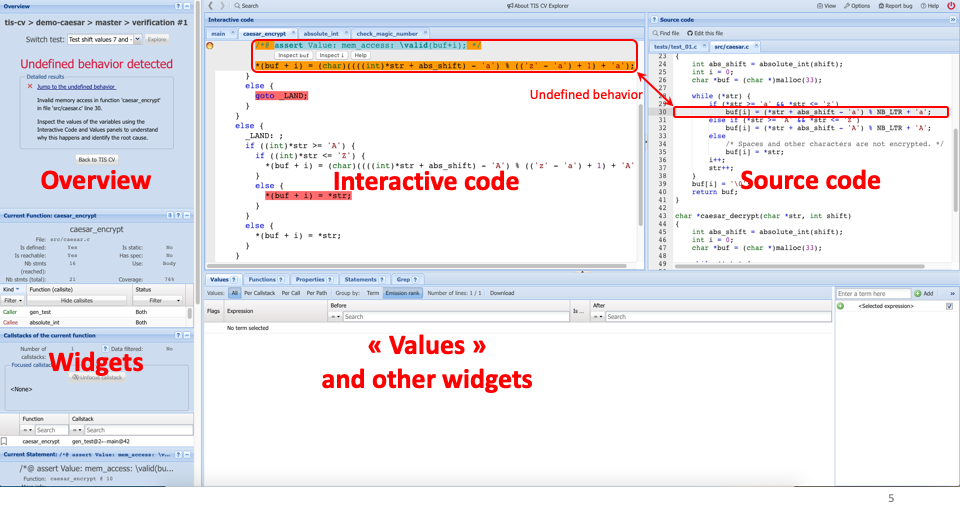 Overview
tis-cv > demo-caesar > master > verification #1
Switch test: Test shift values 7 and - Explore
Undefined behavior detected
Detailed results
Jump to the undefined behavior
Invalid memory access in function 'caesar_encrypt'
in file 'src/caesar.c' line 30.
Inspect the values of the variables using the
Interactive Code and Values panels to understand
why this happens and identify the root cause.
Back to TIS CV
Overview
Current Function: caesar_encrypt
caesar_encrypt
File: src/caesar.c
Is defined: Yes Is static: No
Is reachable: Yes Has spec: No
Nb stmts (reached): 16 Use: Body
Nb stmts (total): 21 Coverage: 76%
Kind Function (callsite) Status
Filter Hide callsites Filter
Caller gen_test Both
Callee absolute_int Both
Callstacks of the current function
Number of callstacks: 1 ? Data filtered: No
Focused callstack
Unfocus callstack
<None>
Widgets
Function Callstack
Search Search
caesar_encrypt gen_test@2←main@42
Current Statement: /*@ assert Value: mem_access: \v...
/*@ assert Value: mem_access: \valid(bu...
Function: caesar_encrypt # 10
Search About TIS CV Explorer View Options Report bug Help
Interactive code
main caesar_encrypt absolute_int check_magic_number
/*@ assert Value: mem_access: \valid(buf+i); */
Inspect buf Inspect i Help
*(buf + i) = (char)((((int)*str + abs_shift) - 'a') % (('z' - 'a') + 1) + 'a');
}
else {
goto _LAND;
}
}
else {
_LAND: ;
if ((int)*str >= 'A') {
if ((int)*str <= 'Z') {
*(buf + i) = (char)((((int)*str + abs_shift) - 'A') % (('z' - 'a') + 1) + 'A'
}
else {
*(buf + i) = *str;
}
}
else {
*(buf + i) = *str;
}
}
Interactive code
Undefined behavior
Source code
Find file Edit this file
tests/test_01.c src/caesar.c
23 {
24 int abs_shift = absolute_int(shift);
25 int i = 0;
26 char *buf = (char *)malloc(33);
27
28 while (*str) {
29 if (*str >= 'a' && *str <= 'z')
30 buf[i] = (*str + abs_shift - 'a') % NB_LTR + 'a';
31 else if (*str >= 'A' && *str <= 'Z')
32 buf[i] = (*str + abs_shift - 'A') % NB_LTR + 'A';
33 else
34 /* Spaces and other characters are not encrypted. */
35 buf[i] = *str;
36 i++;
37 str++;
38 }
39 buf[i] = '\0
40 return buf;
41 }
42
43 char *caesar_decrypt(char *str, int shift)
44 {
45 int abs_shift = absolute_int(shift);
46 int i = 0;
47 char *buf = (char *)malloc(33);
48
49
Source code
Values ? Functions ? Properties ? Statements ? Grep ?
Values: All Per Callstack Per Call Per Path Group by: Term Emission rank Number of lines: 1 / 1 Download
Flags Expression Before Is ... After
Search Search
No term selected
Enter a term here Add
<Selected expression>
« Values »
and other widgets
5